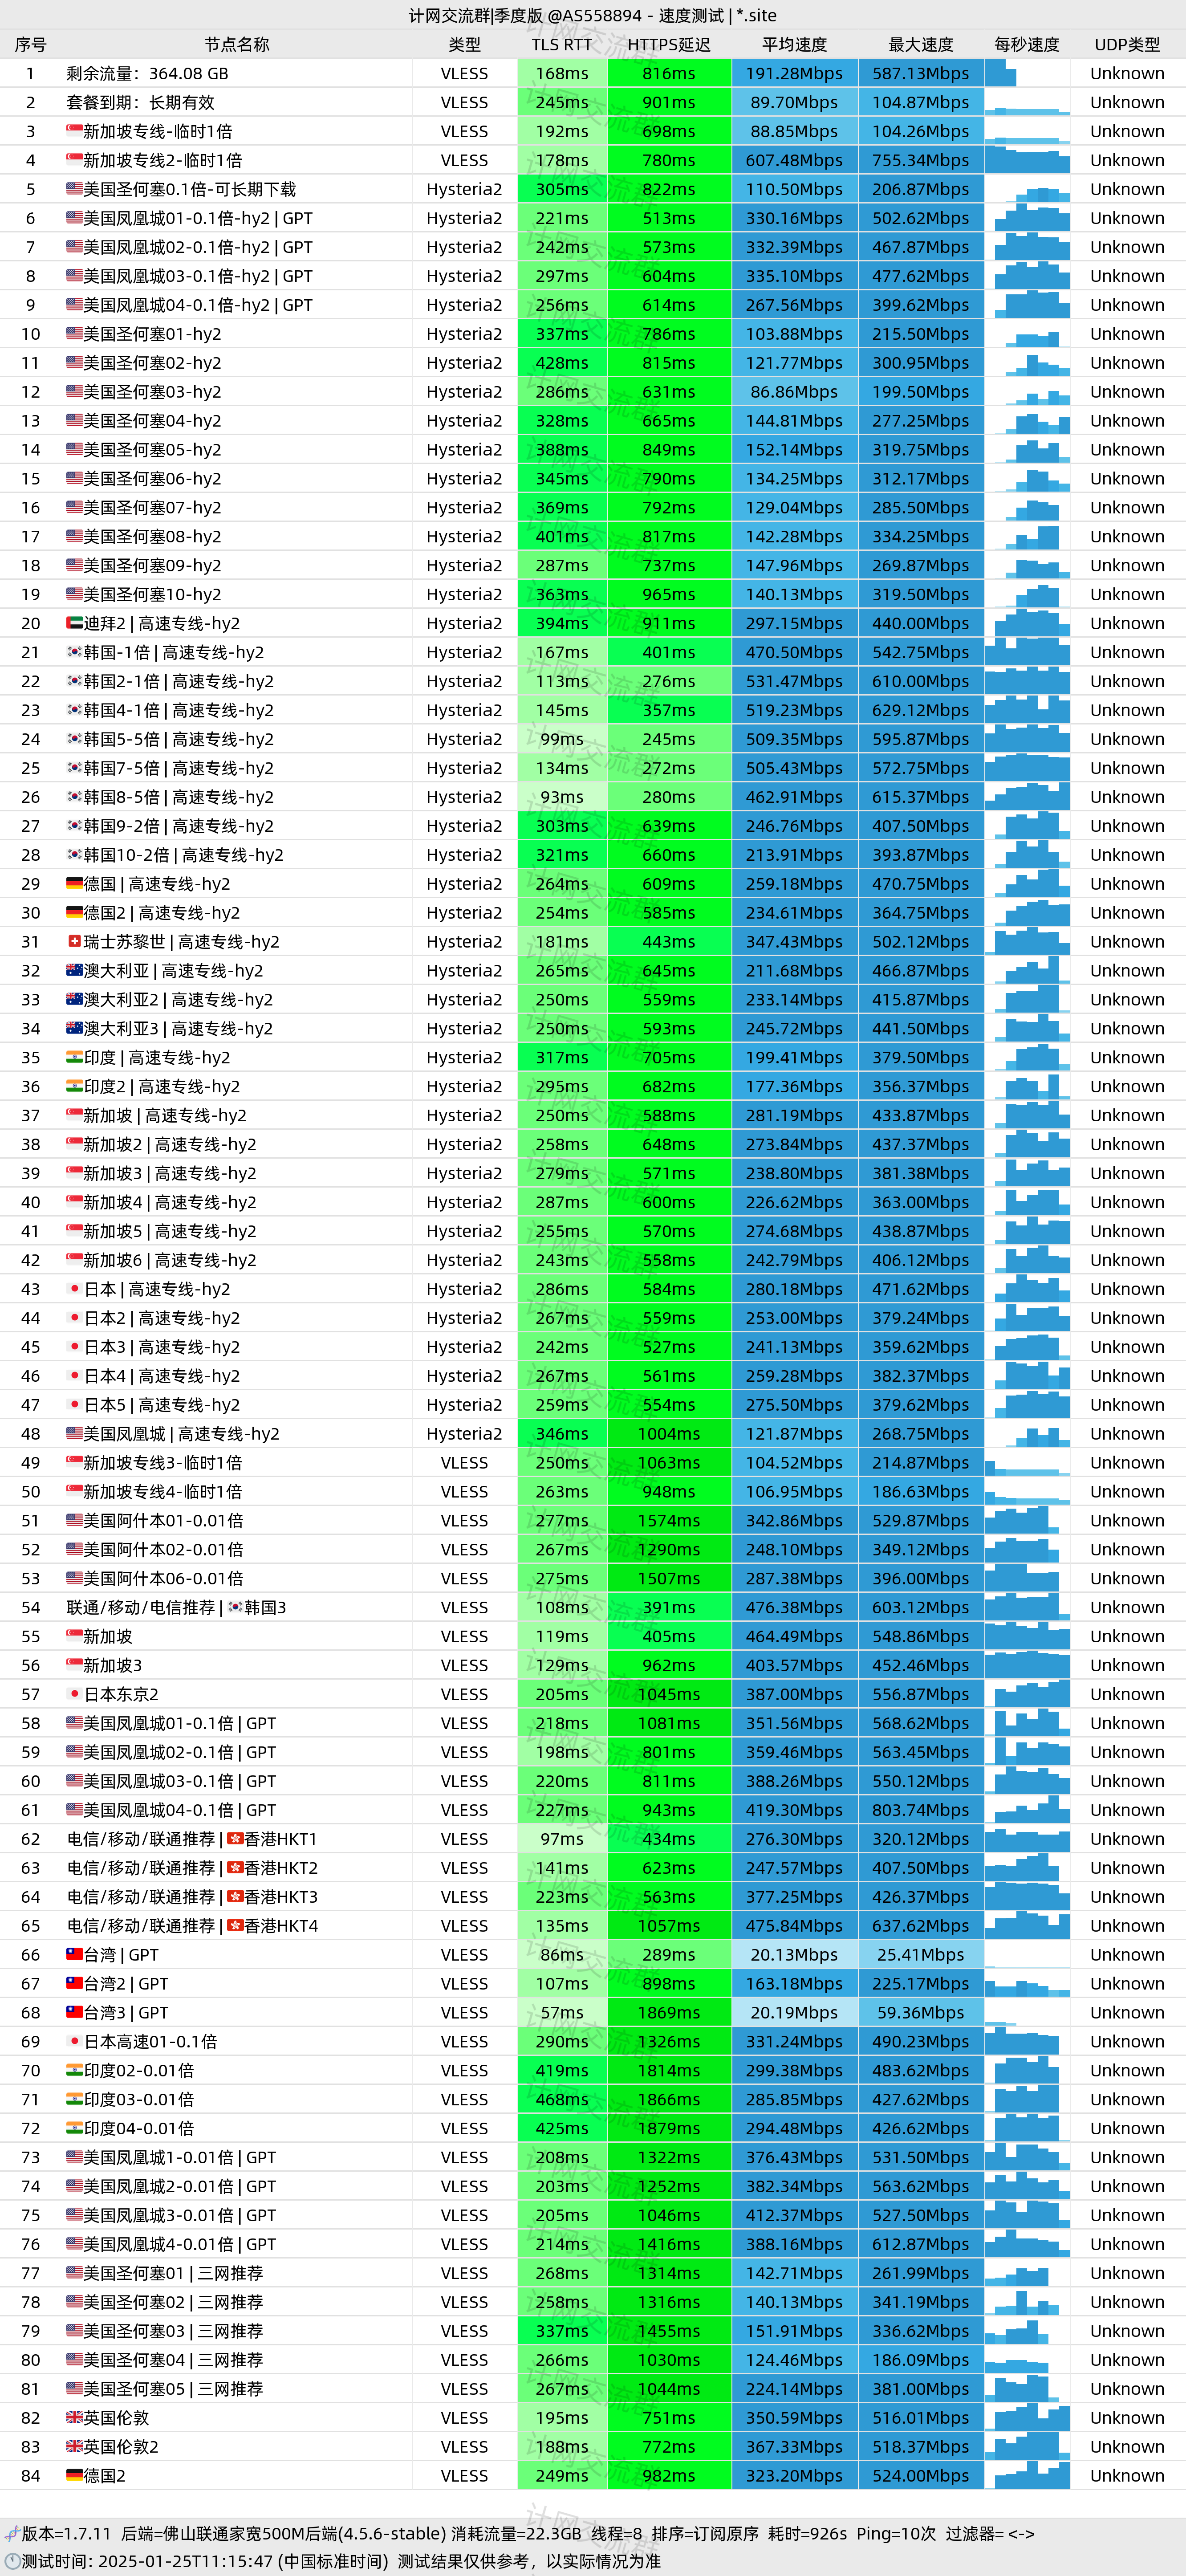 计网交流群|季度版 @AS558894 - 速度测试 | *.site
序号 节点名称 类型 TLS RTT HTTPS延迟 平均速度 最大速度 每秒速度 UDP类型
1 剩余流量：364.08 GB VLESS 168ms 816ms 191.28Mbps 587.13Mbps Unknown
2 套餐到期：长期有效 VLESS 245ms 901ms 89.70Mbps 104.87Mbps Unknown
3 🇸🇬新加坡专线-临时1倍 VLESS 192ms 698ms 88.85Mbps 104.26Mbps Unknown
4 🇸🇬新加坡专线2-临时1倍 VLESS 178ms 780ms 607.48Mbps 755.34Mbps Unknown
5 🇺🇸美国圣何塞0.1倍-可长期下载 Hysteria2 305ms 822ms 110.50Mbps 206.87Mbps Unknown
6 🇺🇸美国凤凰城01-0.1倍-hy2 | GPT Hysteria2 221ms 513ms 330.16Mbps 502.62Mbps Unknown
7 🇺🇸美国凤凰城02-0.1倍-hy2 | GPT Hysteria2 242ms 573ms 332.39Mbps 467.87Mbps Unknown
8 🇺🇸美国凤凰城03-0.1倍-hy2 | GPT Hysteria2 297ms 604ms 335.10Mbps 477.62Mbps Unknown
9 🇺🇸美国凤凰城04-0.1倍-hy2 | GPT Hysteria2 256ms 614ms 267.56Mbps 399.62Mbps Unknown
10 🇺🇸美国圣何塞01-hy2 Hysteria2 337ms 786ms 103.88Mbps 215.50Mbps Unknown
11 🇺🇸美国圣何塞02-hy2 Hysteria2 428ms 815ms 121.77Mbps 300.95Mbps Unknown
12 🇺🇸美国圣何塞03-hy2 Hysteria2 286ms 631ms 86.86Mbps 199.50Mbps Unknown
13 🇺🇸美国圣何塞04-hy2 Hysteria2 328ms 665ms 144.81Mbps 277.25Mbps Unknown
14 🇺🇸美国圣何塞05-hy2 Hysteria2 388ms 849ms 152.14Mbps 319.75Mbps Unknown
15 🇺🇸美国圣何塞06-hy2 Hysteria2 345ms 790ms 134.25Mbps 312.17Mbps Unknown
16 🇺🇸美国圣何塞07-hy2 Hysteria2 369ms 792ms 129.04Mbps 285.50Mbps Unknown
17 🇺🇸美国圣何塞08-hy2 Hysteria2 401ms 817ms 142.28Mbps 334.25Mbps Unknown
18 🇺🇸美国圣何塞09-hy2 Hysteria2 287ms 737ms 147.96Mbps 269.87Mbps Unknown
19 🇺🇸美国圣何塞10-hy2 Hysteria2 363ms 965ms 140.13Mbps 319.50Mbps Unknown
20 🇦🇪迪拜2 | 高速专线-hy2 Hysteria2 394ms 911ms 297.15Mbps 440.00Mbps Unknown
21 🇰🇷韩国-1倍 | 高速专线-hy2 Hysteria2 167ms 401ms 470.50Mbps 542.75Mbps Unknown
22 🇰🇷韩国2-1倍 | 高速专线-hy2 Hysteria2 113ms 276ms 531.47Mbps 610.00Mbps Unknown
23 🇰🇷韩国4-1倍 | 高速专线-hy2 Hysteria2 145ms 357ms 519.23Mbps 629.12Mbps Unknown
24 🇰🇷韩国5-5倍 | 高速专线-hy2 Hysteria2 99ms 245ms 509.35Mbps 595.87Mbps Unknown
25 🇰🇷韩国7-5倍 | 高速专线-hy2 Hysteria2 134ms 272ms 505.43Mbps 572.75Mbps Unknown
26 🇰🇷韩国8-5倍 | 高速专线-hy2 Hysteria2 93ms 280ms 462.91Mbps 615.37Mbps Unknown
27 🇰🇷韩国9-2倍 | 高速专线-hy2 Hysteria2 303ms 639ms 246.76Mbps 407.50Mbps Unknown
28 🇰🇷韩国10-2倍 | 高速专线-hy2 Hysteria2 321ms 660ms 213.91Mbps 393.87Mbps Unknown
29 🇩🇪德国 | 高速专线-hy2 Hysteria2 264ms 609ms 259.18Mbps 470.75Mbps Unknown
30 🇩🇪德国2 | 高速专线-hy2 Hysteria2 254ms 585ms 234.61Mbps 364.75Mbps Unknown
31 🇨🇭瑞士苏黎世 | 高速专线-hy2 Hysteria2 181ms 443ms 347.43Mbps 502.12Mbps Unknown
32 🇦🇺澳大利亚 | 高速专线-hy2 Hysteria2 265ms 645ms 211.68Mbps 466.87Mbps Unknown
33 🇦🇺澳大利亚2 | 高速专线-hy2 Hysteria2 250ms 559ms 233.14Mbps 415.87Mbps Unknown
34 🇦🇺澳大利亚3 | 高速专线-hy2 Hysteria2 250ms 593ms 245.72Mbps 441.50Mbps Unknown
35 🇮🇳印度 | 高速专线-hy2 Hysteria2 317ms 705ms 199.41Mbps 379.50Mbps Unknown
36 🇮🇳印度2 | 高速专线-hy2 Hysteria2 295ms 682ms 177.36Mbps 356.37Mbps Unknown
37 🇸🇬新加坡 | 高速专线-hy2 Hysteria2 250ms 588ms 281.19Mbps 433.87Mbps Unknown
38 🇸🇬新加坡2 | 高速专线-hy2 Hysteria2 258ms 648ms 273.84Mbps 437.37Mbps Unknown
39 🇸🇬新加坡3 | 高速专线-hy2 Hysteria2 279ms 571ms 238.80Mbps 381.38Mbps Unknown
40 🇸🇬新加坡4 | 高速专线-hy2 Hysteria2 287ms 600ms 226.62Mbps 363.00Mbps Unknown
41 🇸🇬新加坡5 | 高速专线-hy2 Hysteria2 255ms 570ms 274.68Mbps 438.87Mbps Unknown
42 🇸🇬新加坡6 | 高速专线-hy2 Hysteria2 243ms 558ms 242.79Mbps 406.12Mbps Unknown
43 🇯🇵日本 | 高速专线-hy2 Hysteria2 286ms 584ms 280.18Mbps 471.62Mbps Unknown
44 🇯🇵日本2 | 高速专线-hy2 Hysteria2 267ms 559ms 253.00Mbps 379.24Mbps Unknown
45 🇯🇵日本3 | 高速专线-hy2 Hysteria2 242ms 527ms 241.13Mbps 359.62Mbps Unknown
46 🇯🇵日本4 | 高速专线-hy2 Hysteria2 267ms 561ms 259.28Mbps 382.37Mbps Unknown
47 🇯🇵日本5 | 高速专线-hy2 Hysteria2 259ms 554ms 275.50Mbps 379.62Mbps Unknown
48 🇺🇸美国凤凰城 | 高速专线-hy2 Hysteria2 346ms 1004ms 121.87Mbps 268.75Mbps Unknown
49 🇸🇬新加坡专线3-临时1倍 VLESS 250ms 1063ms 104.52Mbps 214.87Mbps Unknown
50 🇸🇬新加坡专线4-临时1倍 VLESS 263ms 948ms 106.95Mbps 186.63Mbps Unknown
51 🇺🇸美国阿什本01-0.01倍 VLESS 277ms 1574ms 342.86Mbps 529.87Mbps Unknown
52 🇺🇸美国阿什本02-0.01倍 VLESS 267ms 1290ms 248.10Mbps 349.12Mbps Unknown
53 🇺🇸美国阿什本06-0.01倍 VLESS 275ms 1507ms 287.38Mbps 396.00Mbps Unknown
54 联通/移动/电信推荐 | 🇰🇷韩国3 VLESS 108ms 391ms 476.38Mbps 603.12Mbps Unknown
55 🇸🇬新加坡 VLESS 119ms 405ms 464.49Mbps 548.86Mbps Unknown
56 🇸🇬新加坡3 VLESS 129ms 962ms 403.57Mbps 452.46Mbps Unknown
57 🇯🇵日本东京2 VLESS 205ms 1045ms 387.00Mbps 556.87Mbps Unknown
58 🇺🇸美国凤凰城01-0.1倍 | GPT VLESS 218ms 1081ms 351.56Mbps 568.62Mbps Unknown
59 🇺🇸美国凤凰城02-0.1倍 | GPT VLESS 198ms 801ms 359.46Mbps 563.45Mbps Unknown
60 🇺🇸美国凤凰城03-0.1倍 | GPT VLESS 220ms 811ms 388.26Mbps 550.12Mbps Unknown
61 🇺🇸美国凤凰城04-0.1倍 | GPT VLESS 227ms 943ms 419.30Mbps 803.74Mbps Unknown
62 电信/移动/联通推荐 | 🇭🇰香港HKT1 VLESS 97ms 434ms 276.30Mbps 320.12Mbps Unknown
63 电信/移动/联通推荐 | 🇭🇰香港HKT2 VLESS 141ms 623ms 247.57Mbps 407.50Mbps Unknown
64 电信/移动/联通推荐 | 🇭🇰香港HKT3 VLESS 223ms 563ms 377.25Mbps 426.37Mbps Unknown
65 电信/移动/联通推荐 | 🇭🇰香港HKT4 VLESS 135ms 1057ms 475.84Mbps 637.62Mbps Unknown
66 🇹🇼台湾 | GPT VLESS 86ms 289ms 20.13Mbps 25.41Mbps Unknown
67 🇹🇼台湾2 | GPT VLESS 107ms 898ms 163.18Mbps 225.17Mbps Unknown
68 🇹🇼台湾3 | GPT VLESS 57ms 1869ms 20.19Mbps 59.36Mbps Unknown
69 🇯🇵日本高速01-0.1倍 VLESS 290ms 1326ms 331.24Mbps 490.23Mbps Unknown
70 🇮🇳印度02-0.01倍 VLESS 419ms 1814ms 299.38Mbps 483.62Mbps Unknown
71 🇮🇳印度03-0.01倍 VLESS 468ms 1866ms 285.85Mbps 427.62Mbps Unknown
72 🇮🇳印度04-0.01倍 VLESS 425ms 1879ms 294.48Mbps 426.62Mbps Unknown
73 🇺🇸美国凤凰城1-0.01倍 | GPT VLESS 208ms 1322ms 376.43Mbps 531.50Mbps Unknown
74 🇺🇸美国凤凰城2-0.01倍 | GPT VLESS 203ms 1252ms 382.34Mbps 563.62Mbps Unknown
75 🇺🇸美国凤凰城3-0.01倍 | GPT VLESS 205ms 1046ms 412.37Mbps 527.50Mbps Unknown
76 🇺🇸美国凤凰城4-0.01倍 | GPT VLESS 214ms 1416ms 388.16Mbps 612.87Mbps Unknown
77 🇺🇸美国圣何塞01 | 三网推荐 VLESS 268ms 1314ms 142.71Mbps 261.99Mbps Unknown
78 🇺🇸美国圣何塞02 | 三网推荐 VLESS 258ms 1316ms 140.13Mbps 341.19Mbps Unknown
79 🇺🇸美国圣何塞03 | 三网推荐 VLESS 337ms 1455ms 151.91Mbps 336.62Mbps Unknown
80 🇺🇸美国圣何塞04 | 三网推荐 VLESS 266ms 1030ms 124.46Mbps 186.09Mbps Unknown
81 🇺🇸美国圣何塞05 | 三网推荐 VLESS 267ms 1044ms 224.14Mbps 381.00Mbps Unknown
82 🇬🇧英国伦敦 VLESS 195ms 751ms 350.59Mbps 516.01Mbps Unknown
83 🇬🇧英国伦敦2 VLESS 188ms 772ms 367.33Mbps 518.37Mbps Unknown
84 🇩🇪德国2 VLESS 249ms 982ms 323.20Mbps 524.00Mbps Unknown
版本=1.7.11 后端=佛山联通家宽500M后端(4.5.6-stable) 消耗流量=22.3GB 线程=8 排序=订阅原序 耗时=926s Ping=10次 过滤器= <->
测试时间: 2025-01-25T11:15:47 (中国标准时间) 测试结果仅供参考，以实际情况为准